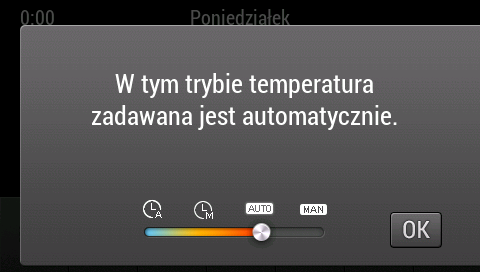 0:00 Poniedziałek
W tym trybie temperatura
zadawana jest automatycznie.
A M AUTO MAN
OK